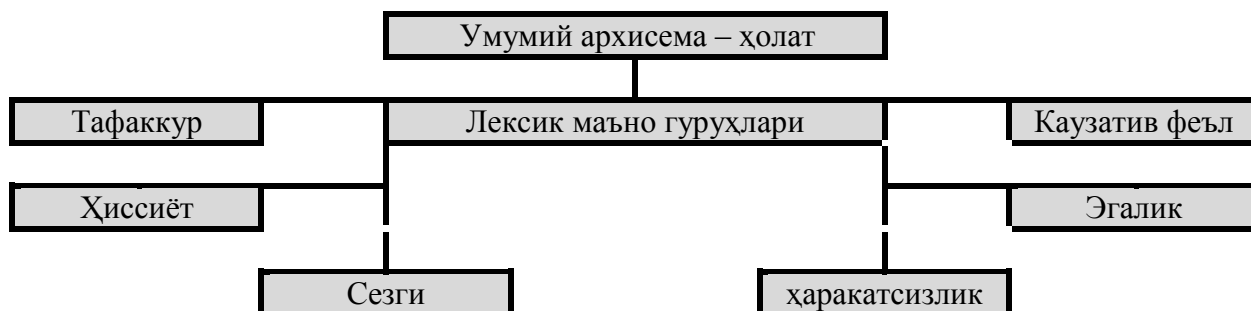 Умумий архисема – ҳолат
Тафаккур
Лексик маъно гуруҳлари
Каузатив феъл
Ҳиссиёт
Эгалик
Сезги
ҳаракатсизлик